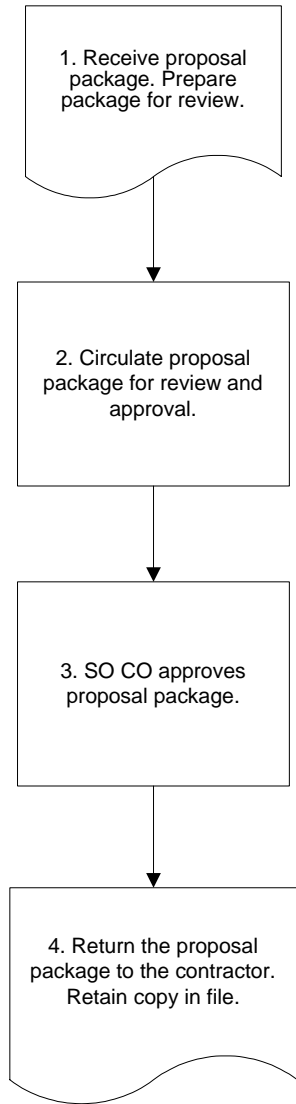 1. Receive proposal
package. Prepare
package for review.
2. Circulate proposal
package for review and
approval.
3. SO CO approves
proposal package.
4. Return the proposal
package to the contractor.
Retain copy in file.